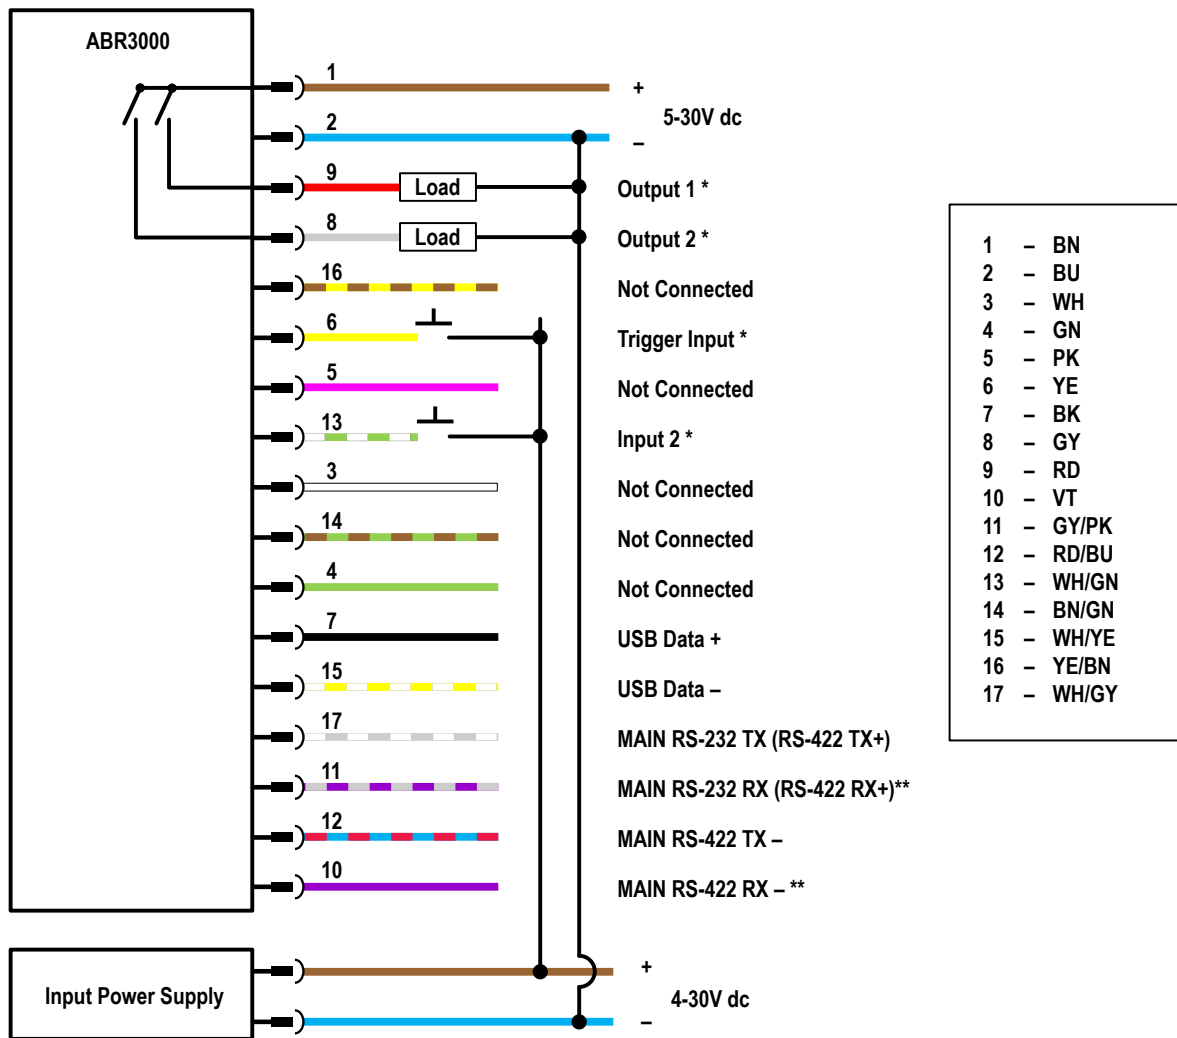 ABR3000
1
+
5-30V dc
2
–
9
Load
Output 1 *
8
Load
Output 2 *
16
Not Connected
6
Trigger Input *
5
Not Connected
13
Input 2 *
3
Not Connected
14
Not Connected
4
Not Connected
7
USB Data +
15
USB Data –
17
MAIN RS-232 TX (RS-422 TX+)
11
MAIN RS-232 RX (RS-422 RX+)**
12
MAIN RS-422 TX –
10
MAIN RS-422 RX – **
Input Power Supply
+
4-30V dc
–
1 – BN
2 – BU
3 – WH
4 – GN
5 – PK
6 – YE
7 – BK
8 – GY
9 – RD
10 – VT
11 – GY/PK
12 – RD/BU
13 – WH/GN
14 – BN/GN
15 – WH/YE
16 – YE/BN
17 – WH/GY